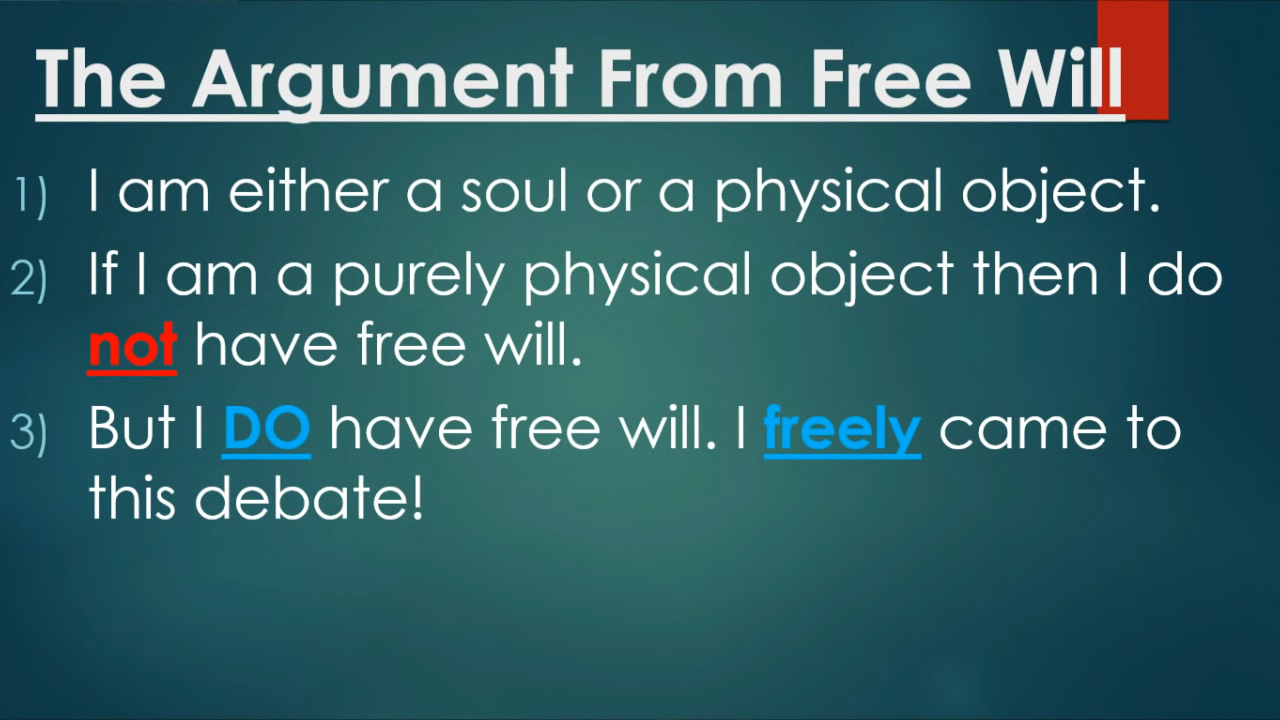 The Argument From Free Will
1) I am either a soul or a physical object.
2) If I am a purely physical object then I do
not have free will.
3) But I DO have free will. I freely came to
this debate!